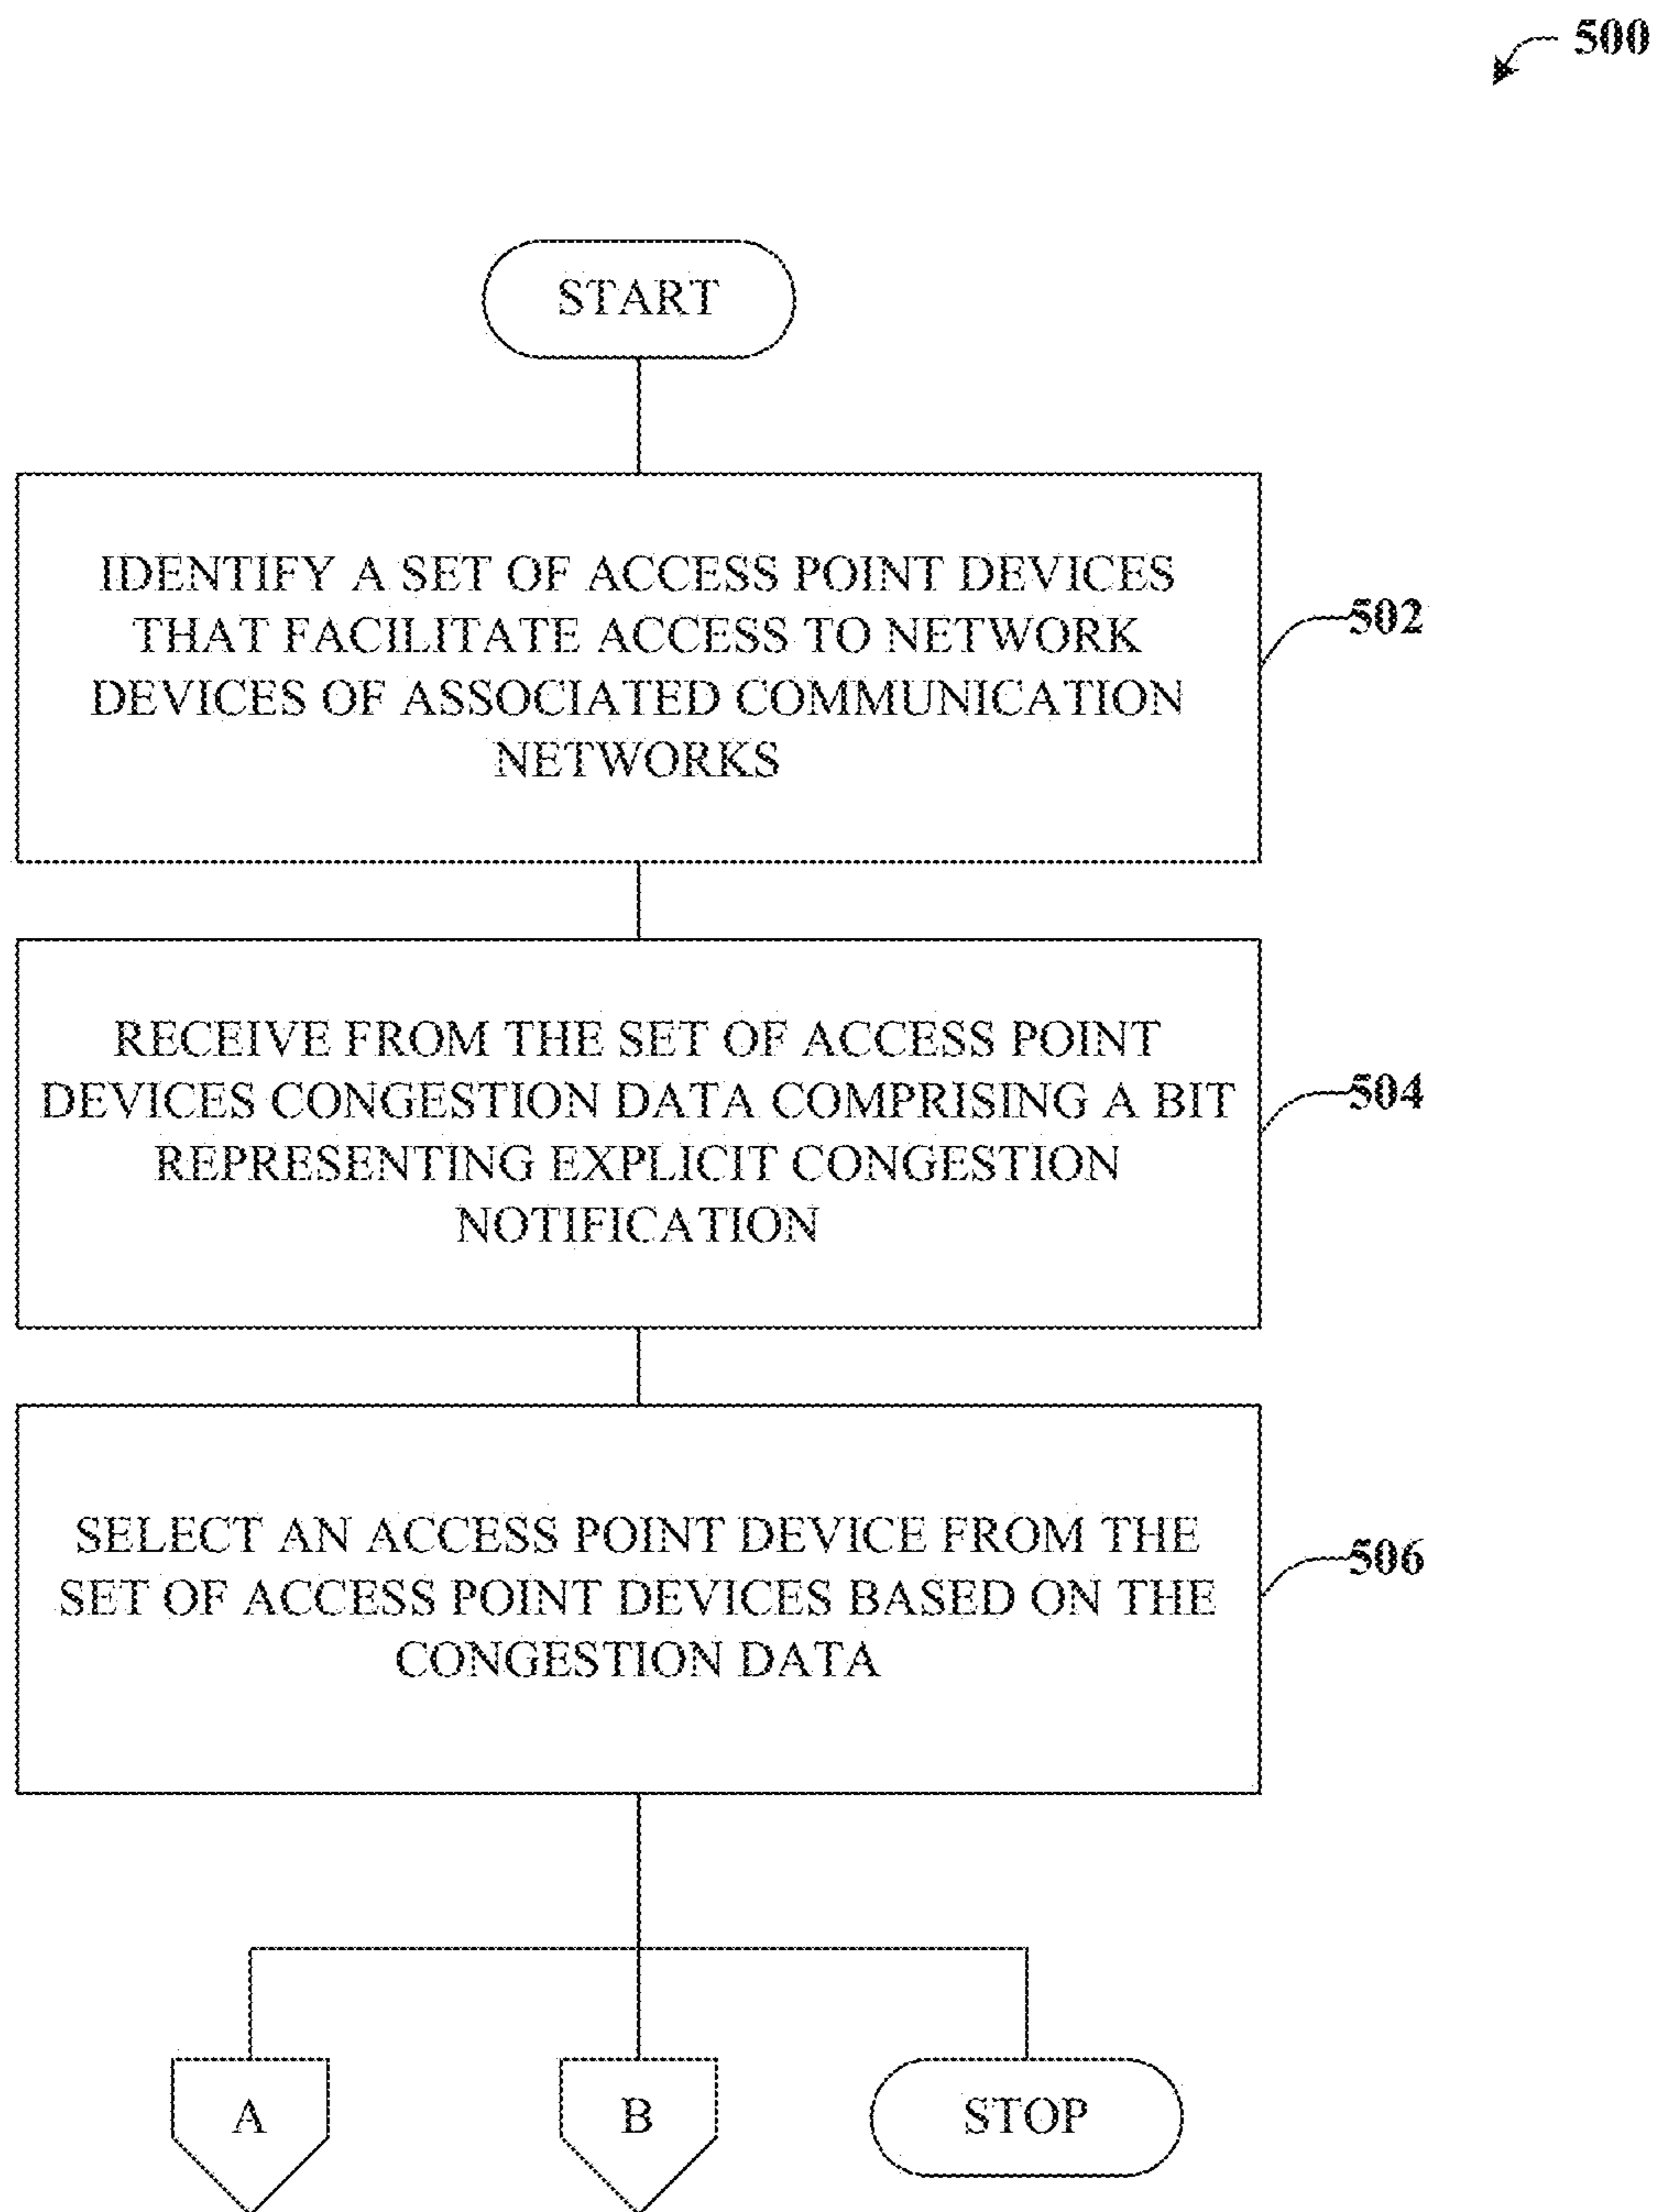 500
START
IDENTIFY A SET OF ACCESS POINT DEVICES
THAT FACILITATE ACCESS TO NETWORK
DEVICES OF ASSOCIATED COMMUNICATION
NETWORKS
502
RECEIVE FROM THE SET OF ACCESS POINT
DEVICES CONGESTION DATA COMPRISING A BIT
REPRESENTING EXPLICIT CONGESTION
NOTIFICATION
504
SELECT AN ACCESS POINT DEVICE FROM THE
SET OF ACCESS POINT DEVICES BASED ON THE
CONGESTION DATA
506
A
B
STOP